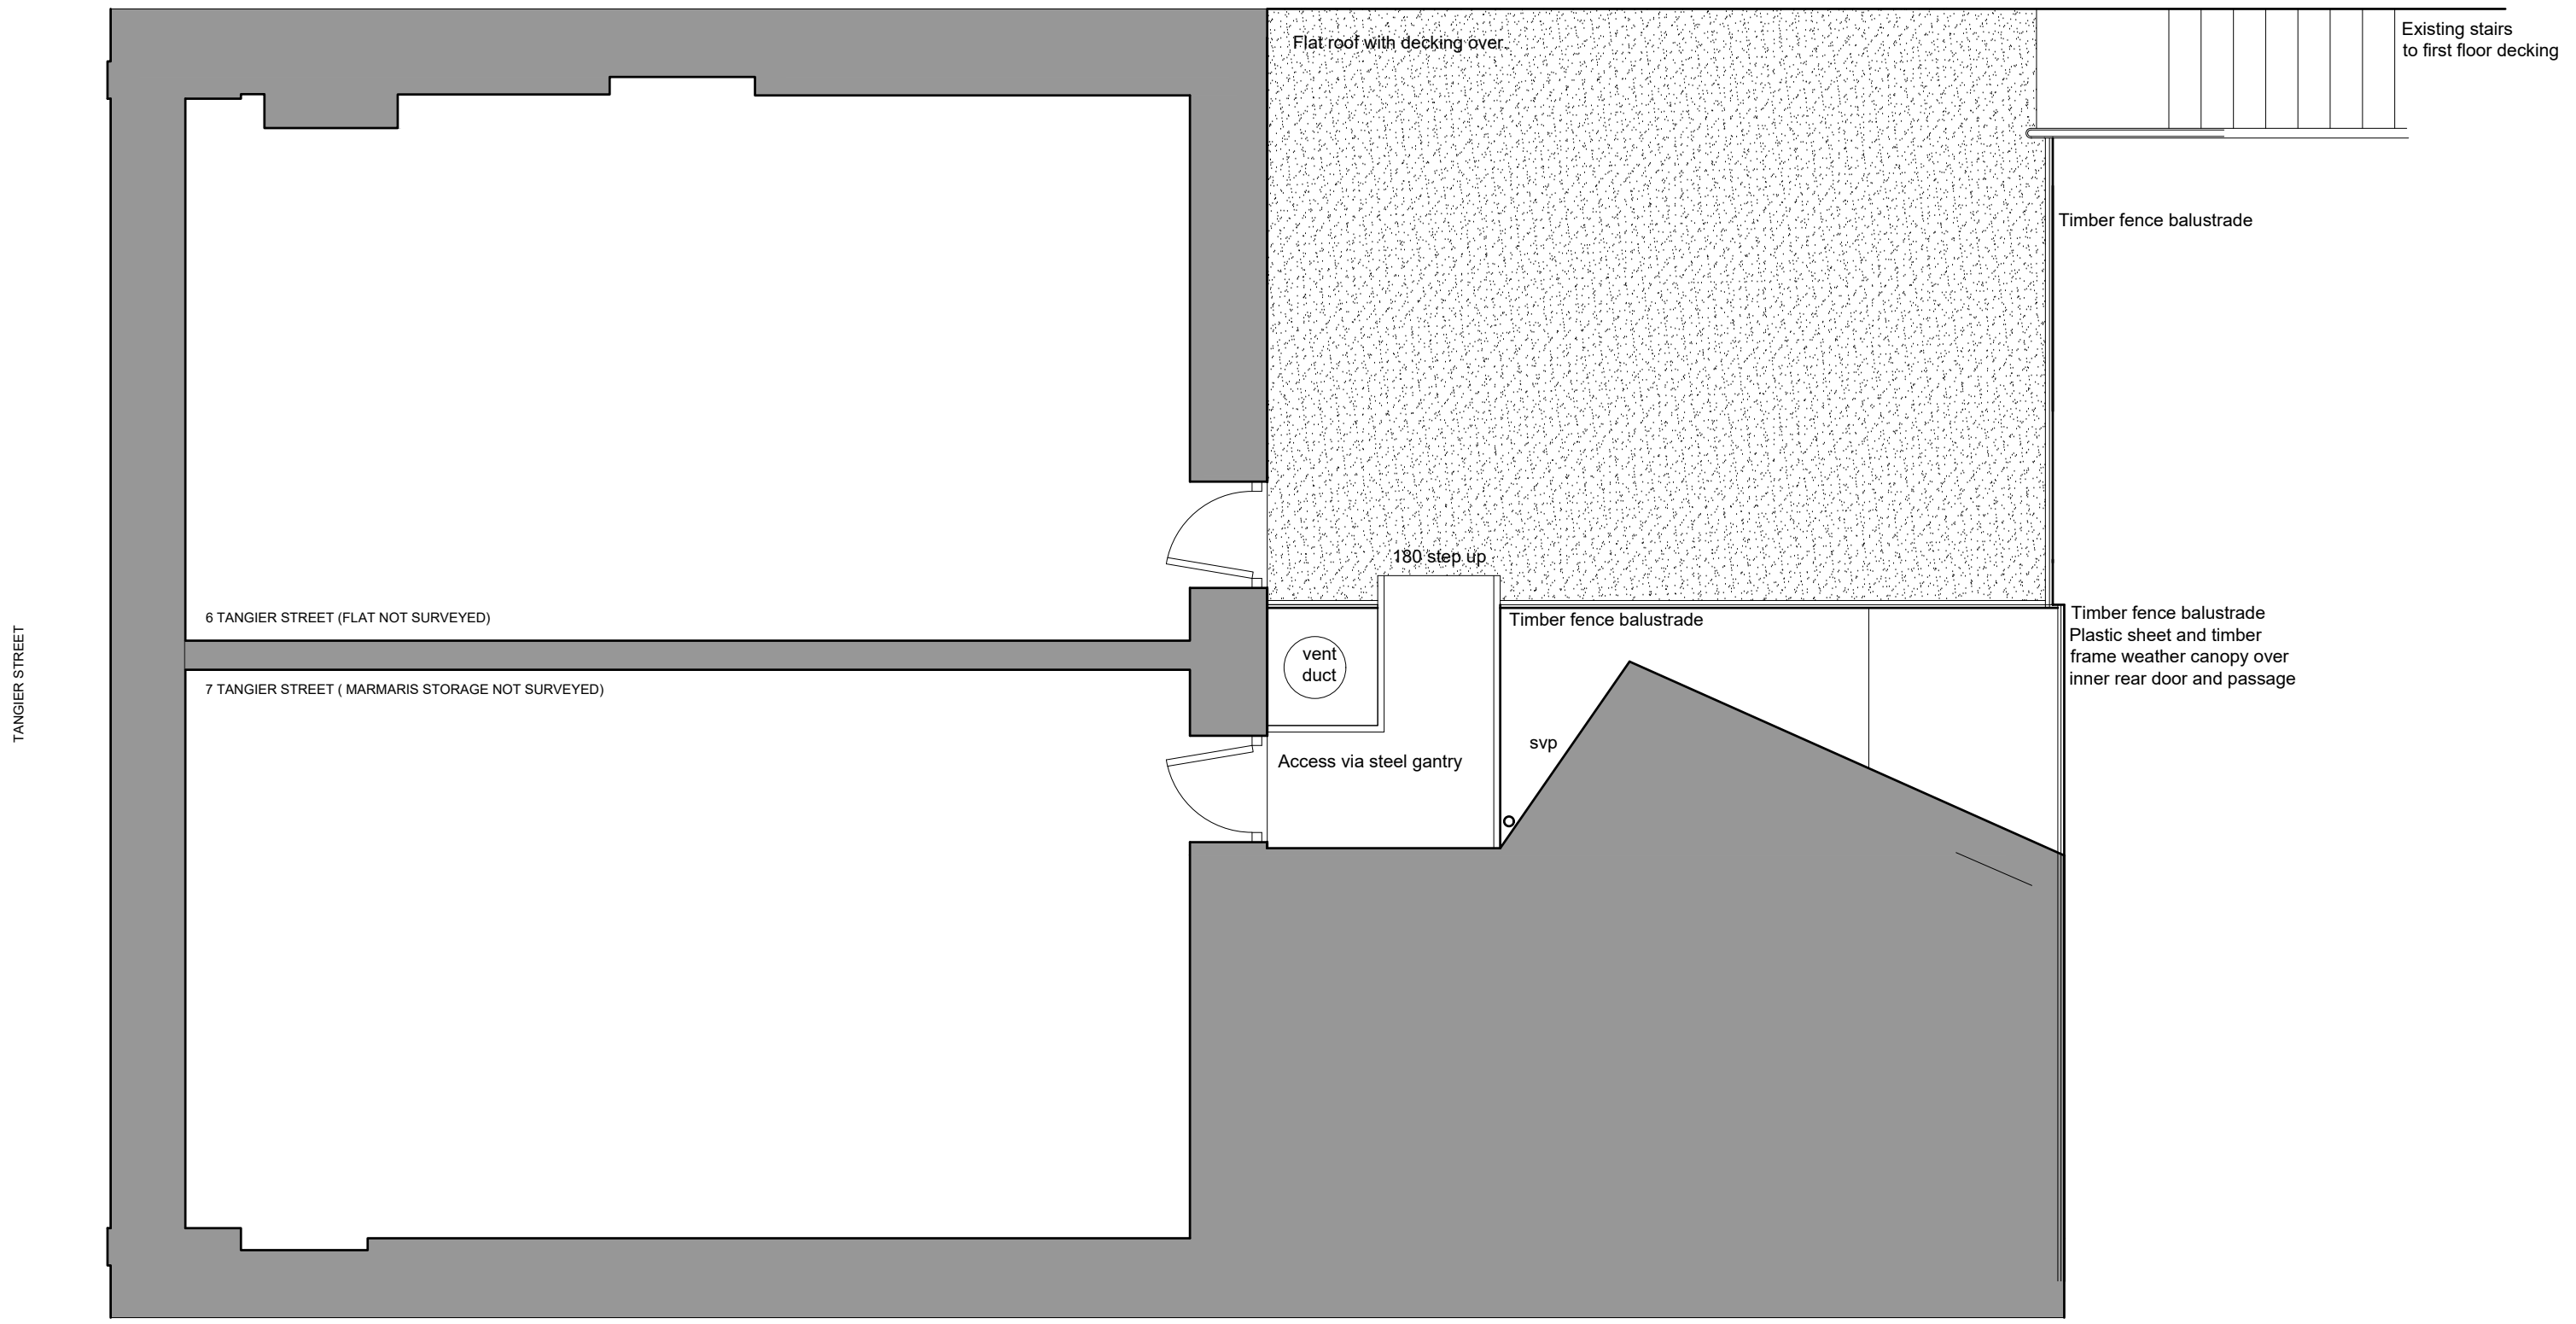 Flat roof with decking over.
Existing stairs
to first floor decking
Timber fence balustrade
180 step up
6 TANGIER STREET (FLAT NOT SURVEYED)
TANGIER STREET
7 TANGIER STREET ( MARMARIS STORAGE NOT SURVEYED)
vent
duct
Timber fence balustrade
Timber fence balustrade
Plastic sheet and timber
frame weather canopy over
inner rear door and passage
svp
Access via steel gantry